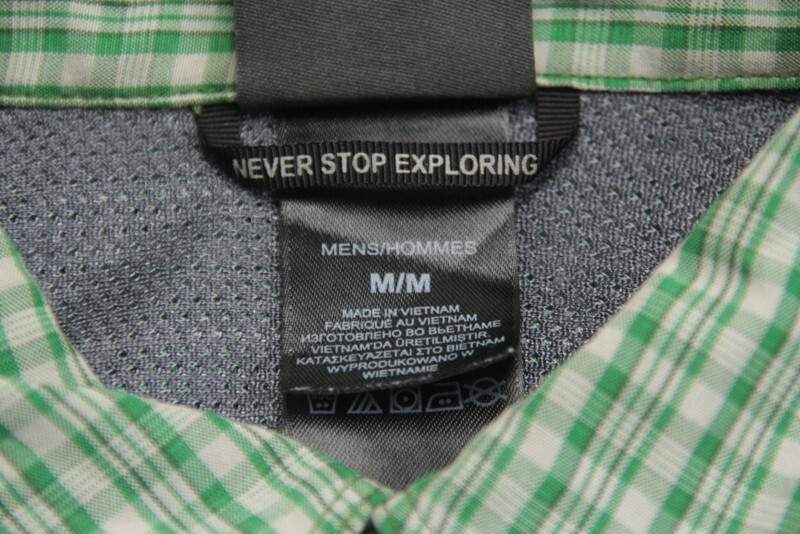 NEVER STOP EXPLORING
MENS/HOMMES
M/M
MADE IN VIETNAM
FABRIQUÉ AU VIETNAM
ИЗГОТОВЛЕНО ВО ВЬЕТНАМЕ
VIETNAM'DA ÜRETILMIŞTIR.
ΚΑΤΑΣΚΕΥΑΖΕΤΑΙ ΣΤΟ ΒΙΕΤΝΑΜ
WYPRODUKOWANO W
WIETNAMIE